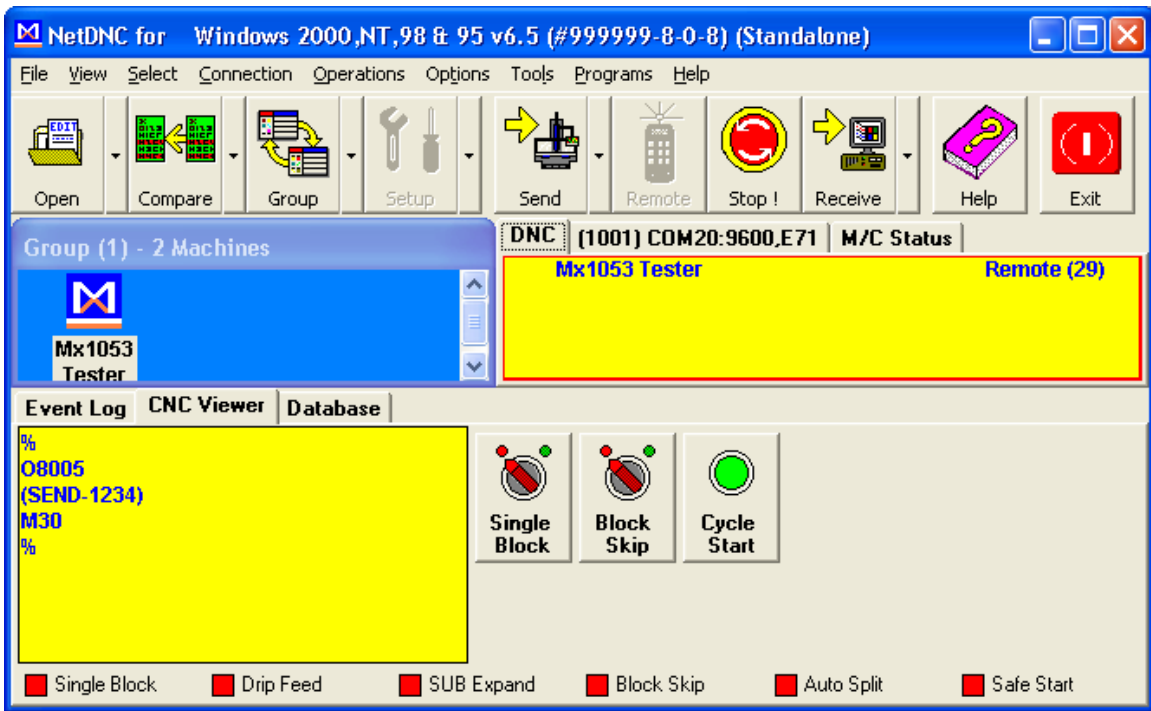 NetDNC for Windows 2000,NT,98 & 95 v6.5 (#999999-8-0-8) (Standalone)
File View Select Connection Operations Options Tools Programs Help
EDIT
Open Compare Group Setup Send Remote Stop ! Receive Help Exit
Group (1) - 2 Machines
DNC (1001) COM20:9600,E71 M/C Status
Mx1053 Tester Remote (29)
Mx1053
Tester
Event Log CNC Viewer Database
%
O8005
(SEND-1234)
M30
%
Single
Block
Block
Skip
Cycle
Start
Single Block Drip Feed SUB Expand Block Skip Auto Split Safe Start